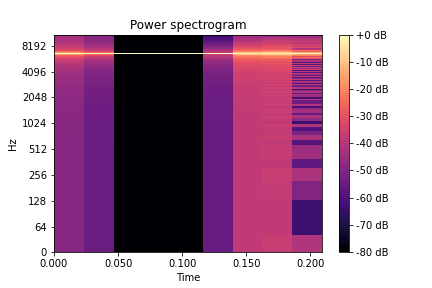 Power spectrogram
Hz
8192
4096
2048
1024
512
256
128
64
0
0.000
0.050
0.100
0.150
0.200
Time
+0 dB
-10 dB
-20 dB
-30 dB
-40 dB
-50 dB
-60 dB
-70 dB
-80 dB